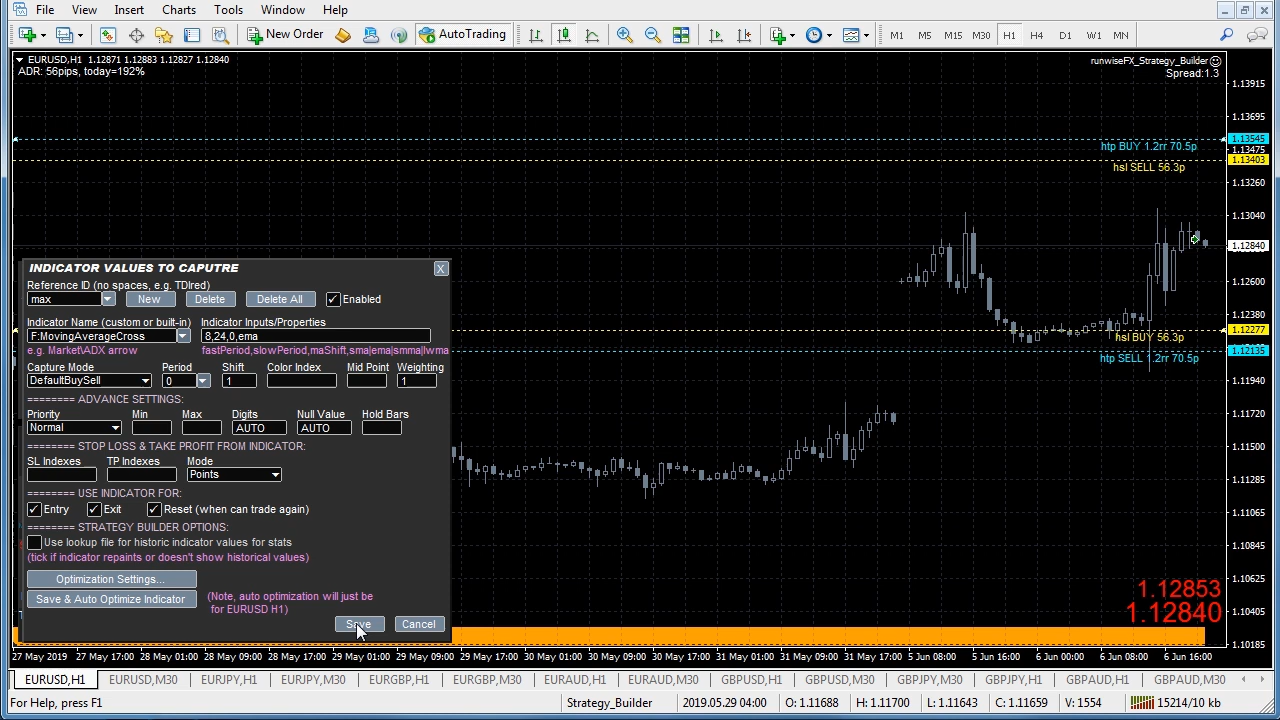 File View Insert Charts Tools Window Help
New Order AutoTrading M1 M5 M15 M30 H1 H4 D1 W1 MN
EURUSD,H1 1.12871 1.12883 1.12827 1.12840
ADR: 56pips, today=192%
runwiseFX_Strategy_Builder
Spread:1.3
1.13915
1.13695
1.13545
htp BUY 1.2rr 70.5p
1.13475
1.13403
hsl SELL 56.3p
1.13260
1.13040
1.12840
1.12600
1.12380
1.12277
hsl BUY 56.3p
1.12135
htp SELL 1.2rr 70.5p
1.11940
1.11720
1.11500
1.11285
1.11065
1.10845
1.10625
1.10405
1.10185
1.12853
1.12840
INDICATOR VALUES TO CAPUTRE
X
Reference ID (no spaces, e.g. TDIred)
max New Delete Delete All Enabled
Indicator Name (custom or built-in) Indicator Inputs/Properties
F:MovingAverageCross 8,24,0,ema
e.g. Market\ADX arrow fastPeriod,slowPeriod,maShift,sma|ema|smma|lwma
Capture Mode Period Shift Color Index Mid Point Weighting
DefaultBuySell 0 1 1
======== ADVANCE SETTINGS:
Priority Min Max Digits Null Value Hold Bars
Normal AUTO AUTO
======== STOP LOSS & TAKE PROFIT FROM INDICATOR:
SL Indexes TP Indexes Mode
Points
======== USE INDICATOR FOR:
Entry Exit Reset (when can trade again)
======== STRATEGY BUILDER OPTIONS:
Use lookup file for historic indicator values for stats
(tick if indicator repaints or doesn't show historical values)
Optimization Settings...
Save & Auto Optimize Indicator
(Note, auto optimization will just be
for EURUSD H1)
Save Cancel
27 May 2019 27 May 17:00 28 May 01:00 28 May 09:00 28 May 17:00 29 May 01:00 29 May 09:00 29 May 17:00 30 May 01:00 30 May 09:00 30 May 17:00 31 May 01:00 31 May 09:00 31 May 17:00 5 Jun 08:00 5 Jun 16:00 6 Jun 00:00 6 Jun 08:00 6 Jun 16:00
EURUSD,H1 EURUSD,M30 EURJPY,H1 EURJPY,M30 EURGBP,H1 EURGBP,M30 EURAUD,H1 EURAUD,M30 GBPUSD,H1 GBPUSD,M30 GBPJPY,M30 GBPJPY,H1 GBPAUD,H1 GBPAUD,M30
For Help, press F1 Strategy_Builder 2019.05.29 04:00 O: 1.11688 H: 1.11700 L: 1.11643 C: 1.11659 V: 1554 15214/10 kb